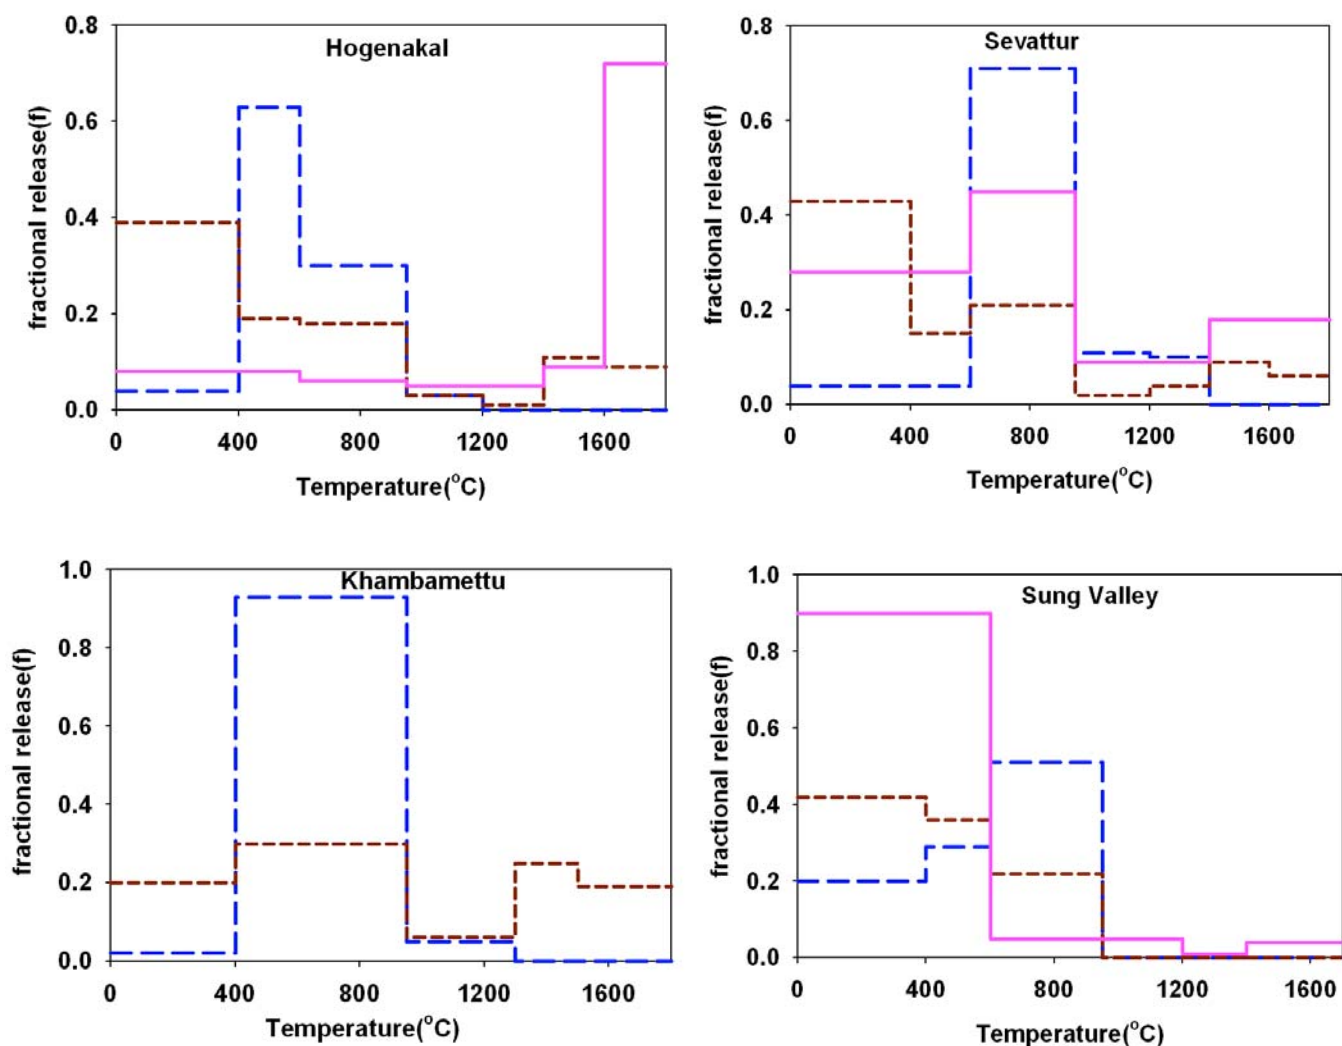 Hogenakal
fractional release(f)
0.8
0.6
0.4
0.2
0.0
0 400 800 1200 1600
Temperature(°C)
Sevattur
fractional release(f)
0.8
0.6
0.4
0.2
0.0
0 400 800 1200 1600
Temperature(°C)
Khambamettu
fractional release(f)
1.0
0.8
0.6
0.4
0.2
0.0
0 400 800 1200 1600
Temperature(°C)
Sung Valley
fractional release(f)
1.0
0.8
0.6
0.4
0.2
0.0
0 400 800 1200 1600
Temperature(°C)